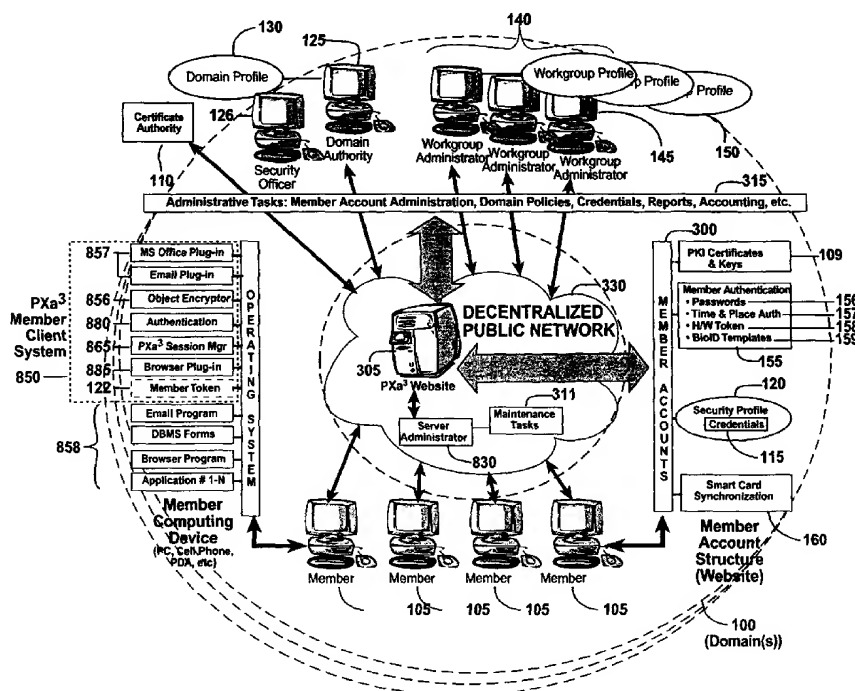 130
125
140
Domain Profile
Workgroup Profile
up Profile
p Profile
126
Certificate
Authority
Domain
Authority
Security
Officer
Workgroup
Administrator
Workgroup
Administrator
Workgroup
Administrator
145
150
110
315
Administrative Tasks: Member Account Administration, Domain Policies, Credentials, Reports, Accounting, etc.
857
MS Office Plug-in
Email Plug-in
856
Object Encryptor
880
Authentication
865
PXa³ Session Mgr
885
Browser Plug-in
122
Member Token
PXa³
Member
Client
System
850
Email Program
DBMS Forms
858
Browser Program
Application # 1-N
OPERATING SYSTEM
Member
Computing
Device
(PC, Cell Phone,
PDA, etc)
330
DECENTRALIZED
PUBLIC NETWORK
305
PXa³ Website
311
Maintenance
Tasks
Server
Administrator
830
300
MEMBER ACCOUNTS
PKI Certificates
& Keys
109
Member Authentication
• Passwords
156
• Time & Place Auth
157
• H/W Token
158
• BioID Templates
159
155
120
Security Profile
Credentials
115
Smart Card
Synchronization
160
Member
Account
Structure
(Website)
Member
Member
Member
Member
105
105
105
105
100
(Domain(s))